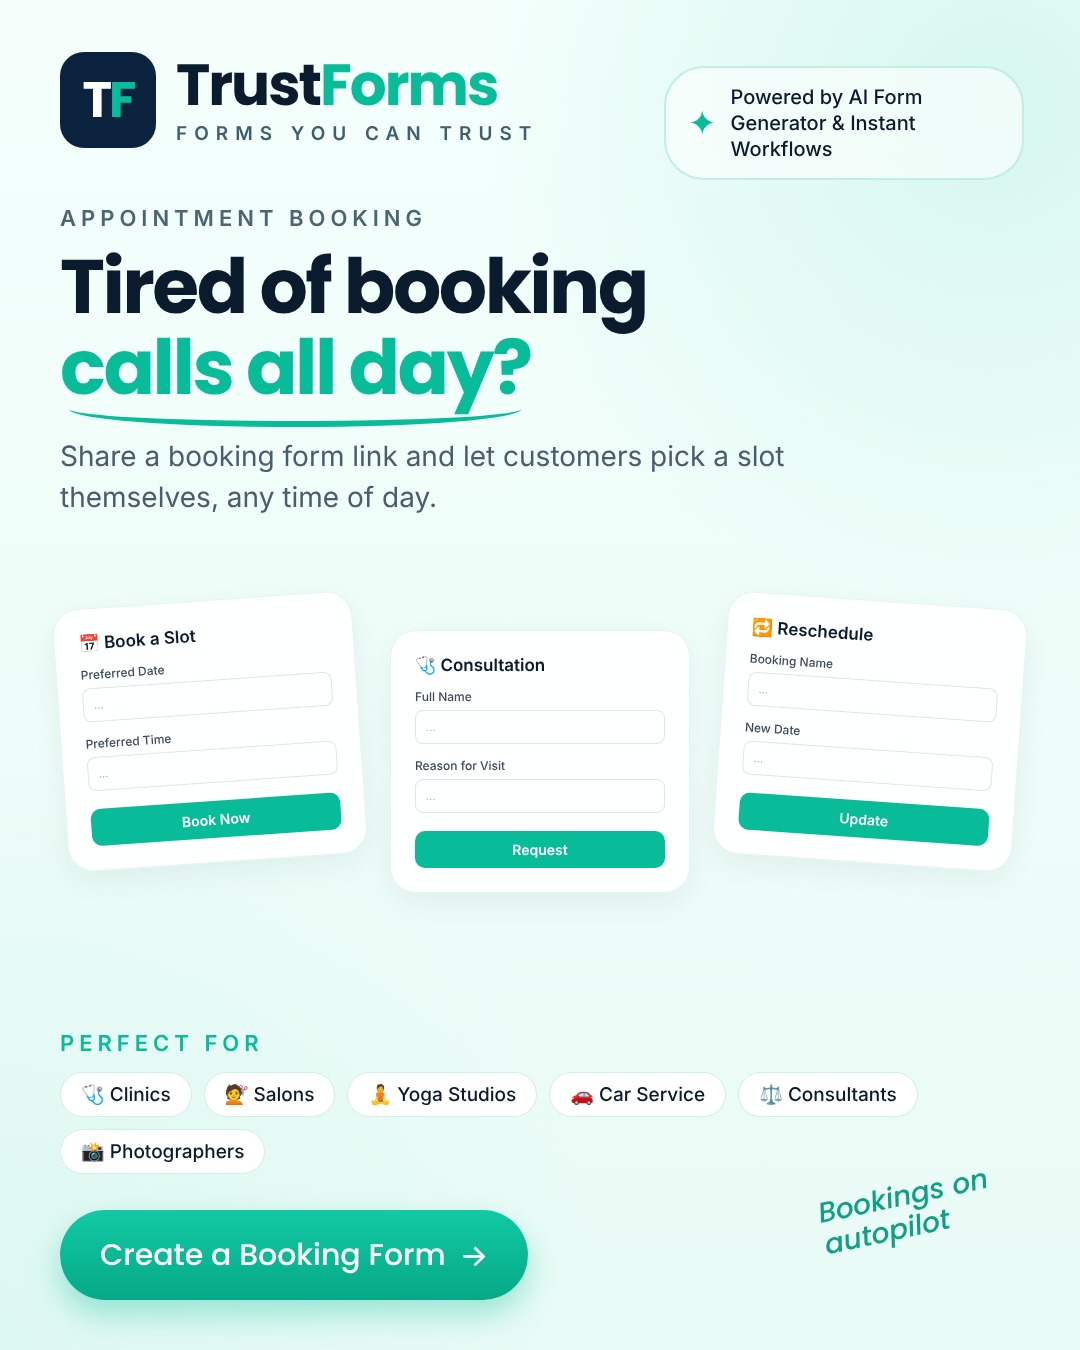 TF
TrustForms
FORMS YOU CAN TRUST
✦ Powered by AI Form
Generator & Instant
Workflows
APPOINTMENT BOOKING
Tired of booking
calls all day?
Share a booking form link and let customers pick a slot
themselves, any time of day.
📅 Book a Slot
Preferred Date
...
Preferred Time
...
Book Now
🩺 Consultation
Full Name
...
Reason for Visit
...
Request
🔁 Reschedule
Booking Name
...
New Date
...
Update
PERFECT FOR
🩺 Clinics
💇 Salons
🧘 Yoga Studios
🚗 Car Service
⚖️ Consultants
📸 Photographers
Bookings on
autopilot
Create a Booking Form →